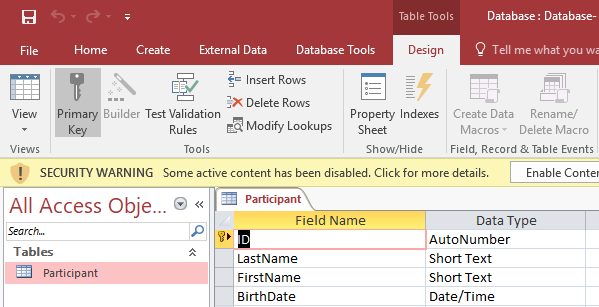 Table Tools
Database : Database-
File
Home
Create
External Data
Database Tools
Design
Tell me what you wa
View
Primary
Key
Builder
Test Validation
Rules
Insert Rows
Delete Rows
Modify Lookups
Property
Sheet
Indexes
Create Data
Macros
Rename/
Delete Macro
Views
Tools
Show/Hide
Field, Record & Table Events
SECURITY WARNING Some active content has been disabled. Click for more details.
Enable Conten
All Access Obje...
Search...
Tables
Participant
Participant
Field Name Data Type
ID AutoNumber
LastName Short Text
FirstName Short Text
BirthDate Date/Time